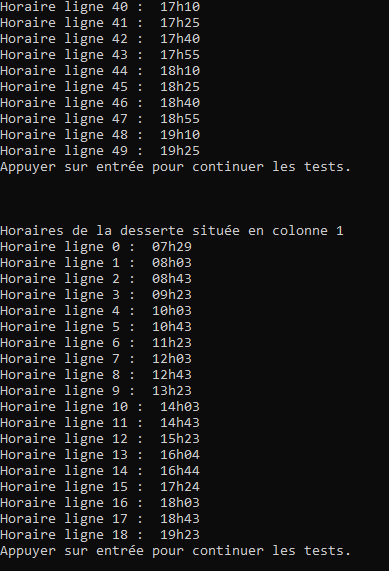 Horaire ligne 40 :  17h10
Horaire ligne 41 :  17h25
Horaire ligne 42 :  17h40
Horaire ligne 43 :  17h55
Horaire ligne 44 :  18h10
Horaire ligne 45 :  18h25
Horaire ligne 46 :  18h40
Horaire ligne 47 :  18h55
Horaire ligne 48 :  19h10
Horaire ligne 49 :  19h25
Appuyer sur entrée pour continuer les tests.
Horaires de la desserte située en colonne 1
Horaire ligne 0 :  07h29
Horaire ligne 1 :  08h03
Horaire ligne 2 :  08h43
Horaire ligne 3 :  09h23
Horaire ligne 4 :  10h03
Horaire ligne 5 :  10h43
Horaire ligne 6 :  11h23
Horaire ligne 7 :  12h03
Horaire ligne 8 :  12h43
Horaire ligne 9 :  13h23
Horaire ligne 10 :  14h03
Horaire ligne 11 :  14h43
Horaire ligne 12 :  15h23
Horaire ligne 13 :  16h04
Horaire ligne 14 :  16h44
Horaire ligne 15 :  17h24
Horaire ligne 16 :  18h03
Horaire ligne 17 :  18h43
Horaire ligne 18 :  19h23
Appuyer sur entrée pour continuer les tests.